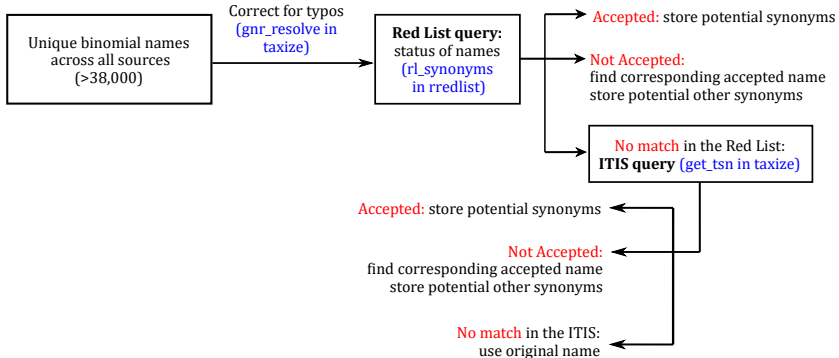 Unique binomial names
across all sources
(>38,000)
Correct for typos
(gnr_resolve in
taxize)
Red List query:
status of names
(rl_synonyms
in rredlist)
Accepted: store potential synonyms
Not Accepted:
find corresponding accepted name
store potential other synonyms
No match in the Red List:
ITIS query (get_tsn in taxize)
Accepted: store potential synonyms
Not Accepted:
find corresponding accepted name
store potential other synonyms
No match in the ITIS:
use original name